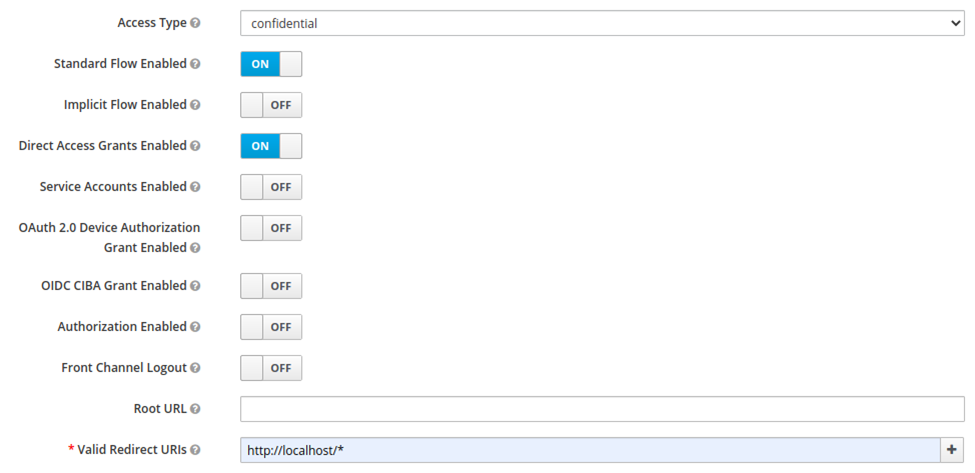 Access Type
confidential
Standard Flow Enabled
ON
Implicit Flow Enabled
OFF
Direct Access Grants Enabled
ON
Service Accounts Enabled
OFF
OAuth 2.0 Device Authorization
Grant Enabled
OFF
OIDC CIBA Grant Enabled
OFF
Authorization Enabled
OFF
Front Channel Logout
OFF
Root URL
* Valid Redirect URIs
http://localhost/*
+